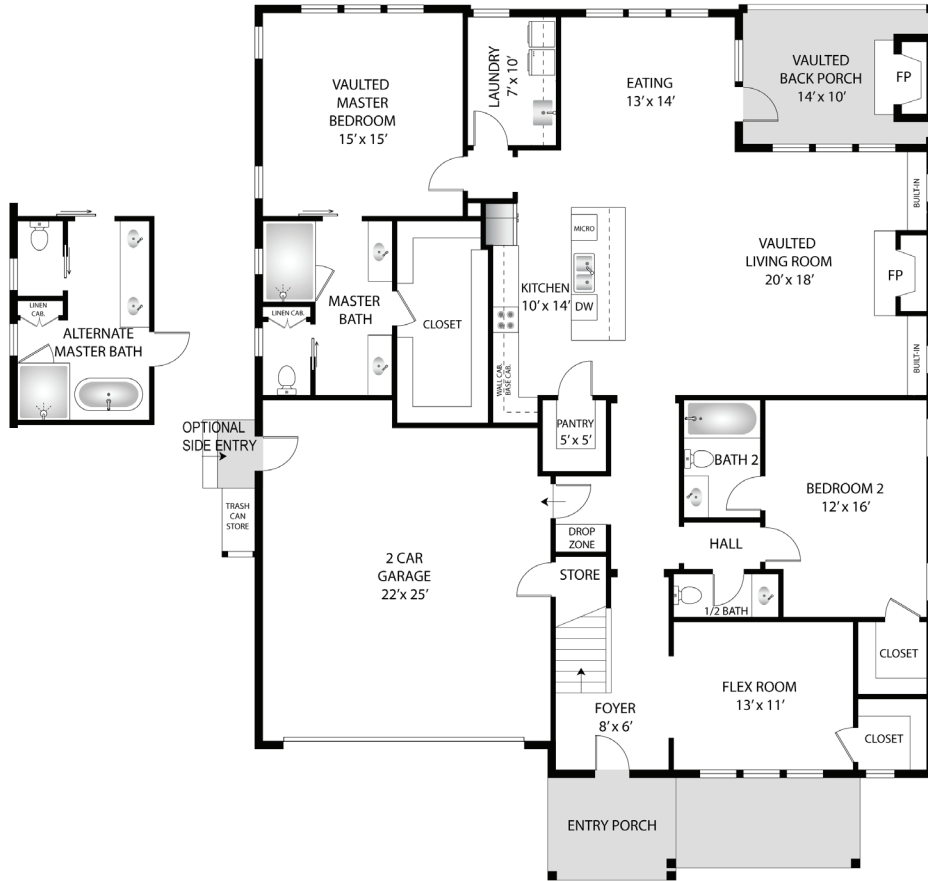 VAULTED
MASTER
BEDROOM
15’ x 15’
LAUNDRY
7’ x 10’
EATING
13’ x 14’
VAULTED
BACK PORCH
14’ x 10’
FP
BUILT-IN
MICRO
VAULTED
LIVING ROOM
20’ x 18’
FP
KITCHEN
10’ x 14’
DW
LINEN CAB.
MASTER
BATH
CLOSET
WALL CAB.
BASE CAB.
BUILT-IN
LINEN
CAB.
ALTERNATE
MASTER BATH
OPTIONAL
SIDE ENTRY
TRASH
CAN
STORE
PANTRY
5’ x 5’
BATH 2
BEDROOM 2
12’ x 16’
DROP
ZONE
HALL
2 CAR
GARAGE
22’x 25’
STORE
1/2 BATH
CLOSET
FLEX ROOM
13’ x 11’
FOYER
8’ x 6’
CLOSET
ENTRY PORCH